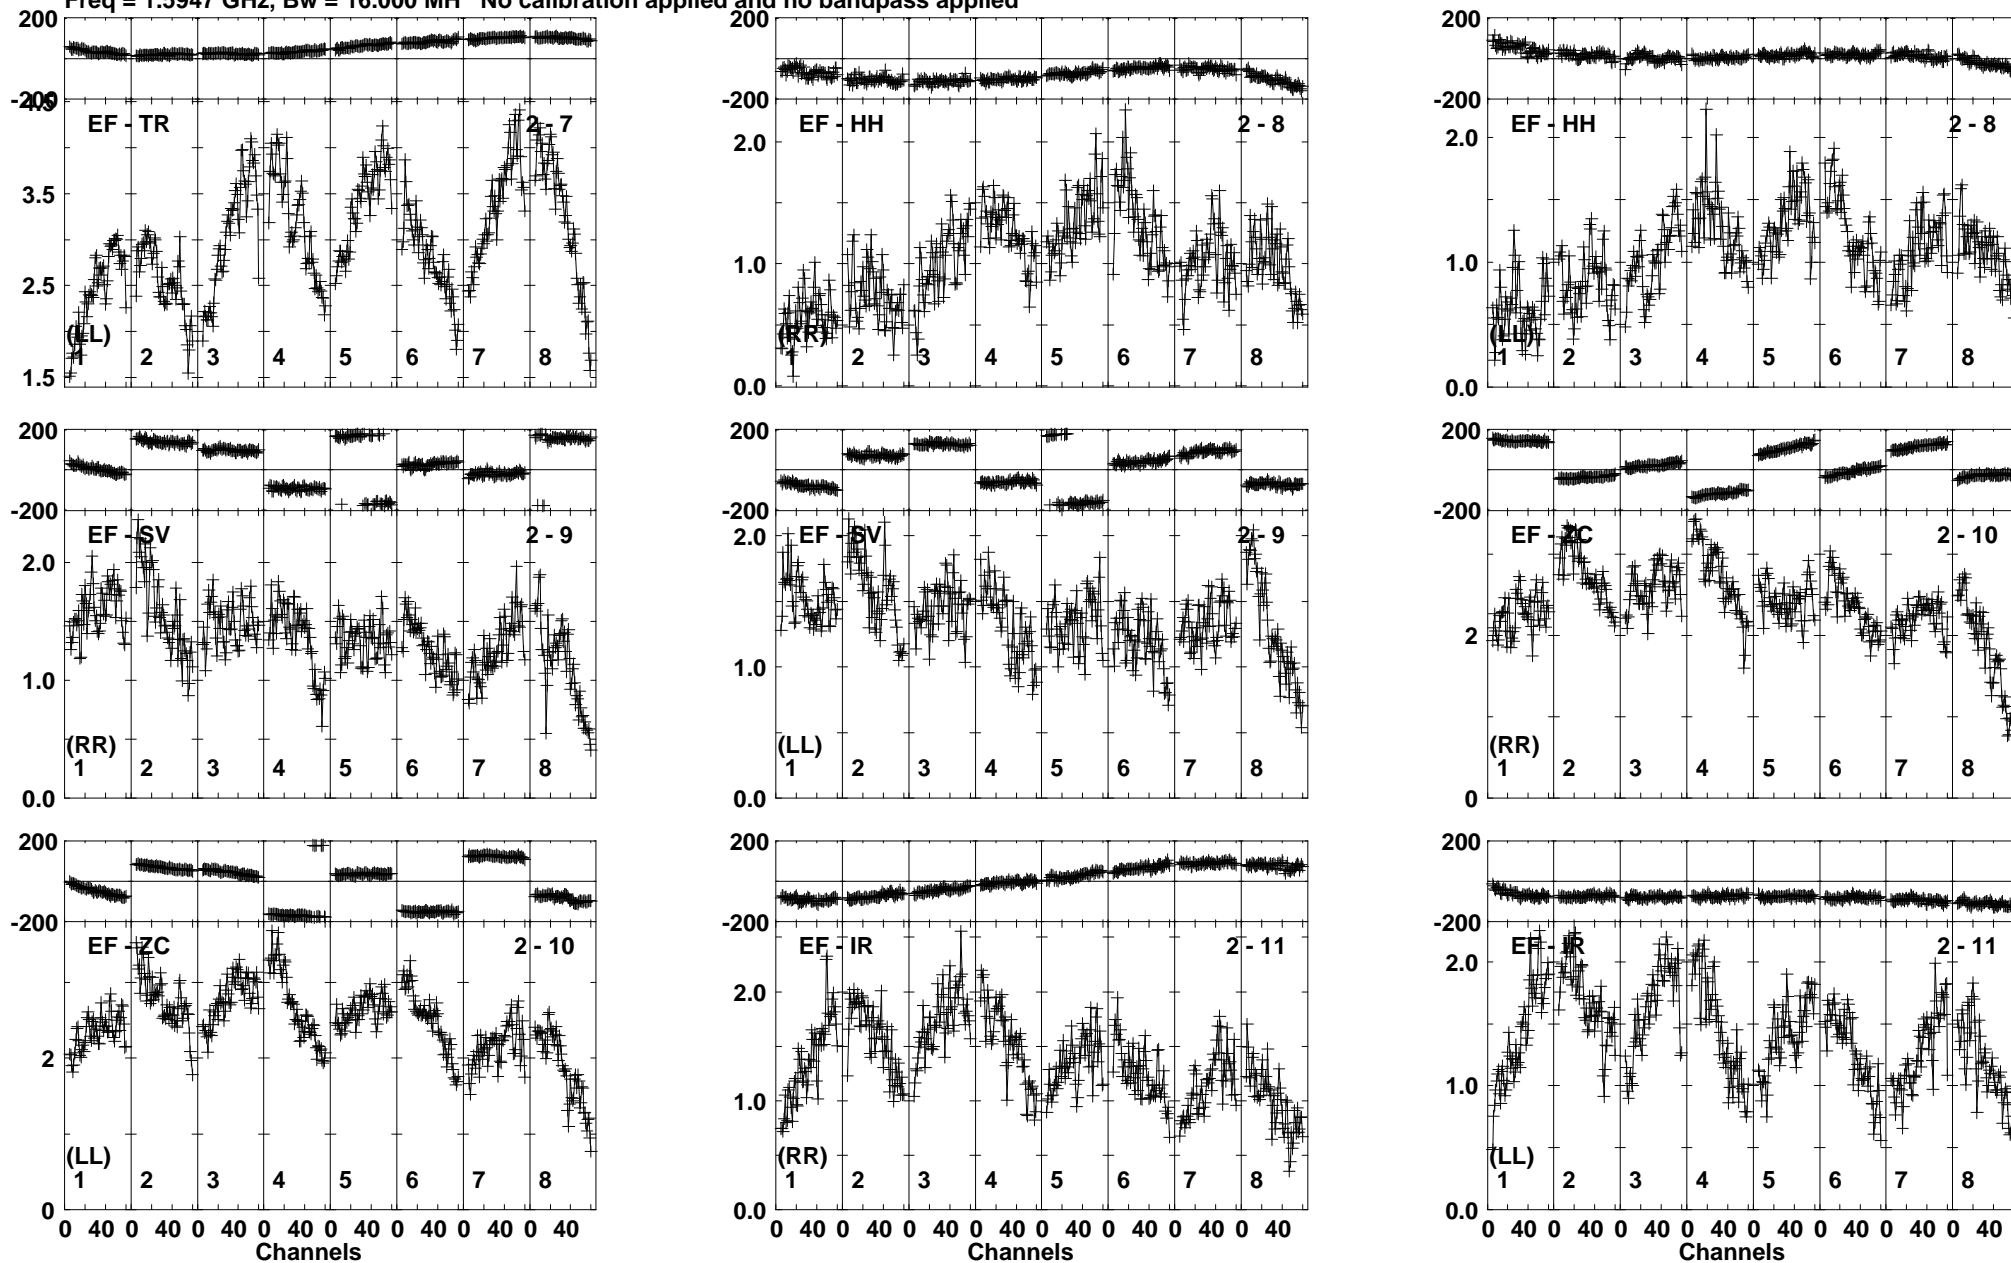 Freq = 1.5947 GHz, Bw = 16.000 MH No calibration applied and no bandpass applied
200 200 200
-200 -200 -200
4.5 EF - TR 2 - 7 EF - HH 2 - 8 EF - HH 2 - 8
2.0 2.0
3.5
2.5 1.0 1.0
(LL) (RR) (LL)
1 2 3 4 5 6 7 8 1 2 3 4 5 6 7 8 1 2 3 4 5 6 7 8
1.5 0.0 0.0
200 200 200
-200 -200 -200
EF - SV 2 - 9 EF - SV 2 - 9 EF - ZC 2 - 10
2.0 2.0
1.0 1.0 2
(RR) (LL) (RR)
1 2 3 4 5 6 7 8 1 2 3 4 5 6 7 8 1 2 3 4 5 6 7 8
0.0 0.0 0
200 200 200
-200 -200 -200
EF - ZC 2 - 10 EF - IR 2 - 11 EF - IR 2 - 11
2.0 2.0
2 1.0 1.0
(LL) (RR) (LL)
1 2 3 4 5 6 7 8 1 2 3 4 5 6 7 8 1 2 3 4 5 6 7 8
0 0.0 0.0
0 40 0 40 0 40 0 40 0 40 0 40 0 40 0 40 0 40 0 40 0 40 0 40 0 40 0 40 0 40 0 40 0 40 0 40 0 40 0 40 0 40 0 40 0 40 0 40
Channels Channels Channels